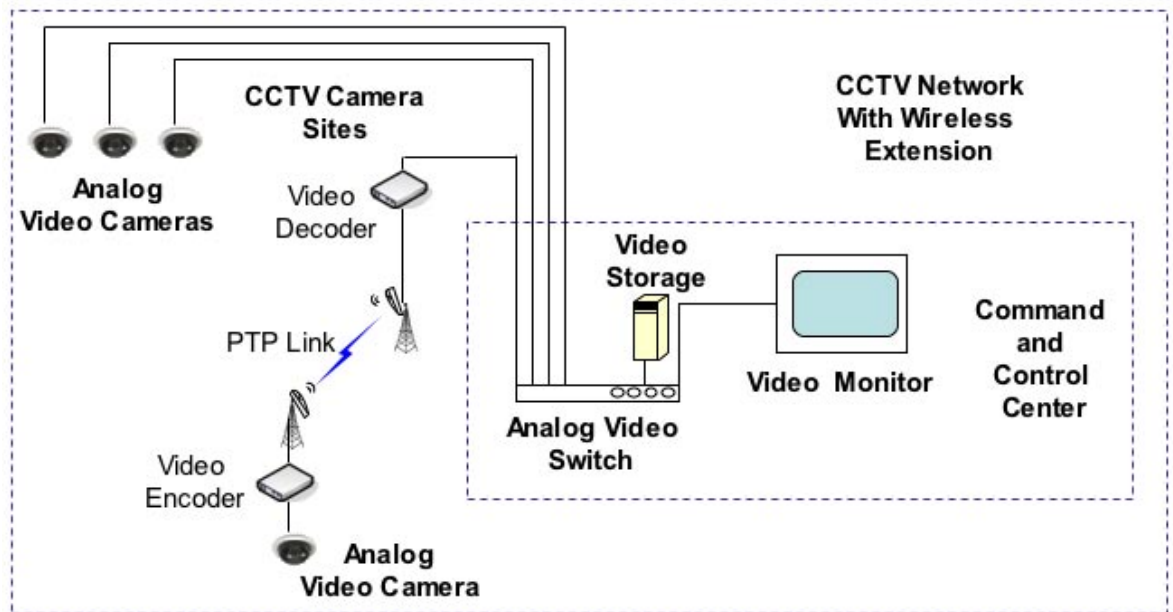 CCTV Camera
Sites
CCTV Network
With Wireless
Extension
Analog
Video Cameras
Video
Decoder
Video
Storage
PTP Link
Command
and
Control
Center
Video Monitor
Analog Video
Switch
Video
Encoder
Analog
Video Camera